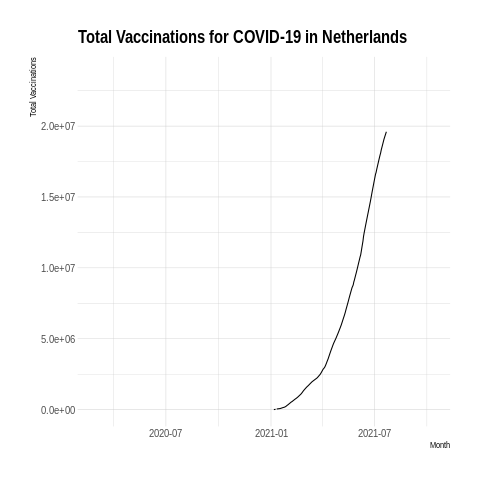 Total Vaccinations for COVID-19 in Netherlands
Total Vaccinations
2.0e+07
1.5e+07
1.0e+07
5.0e+06
0.0e+00
2020-07 2021-01 2021-07
Month